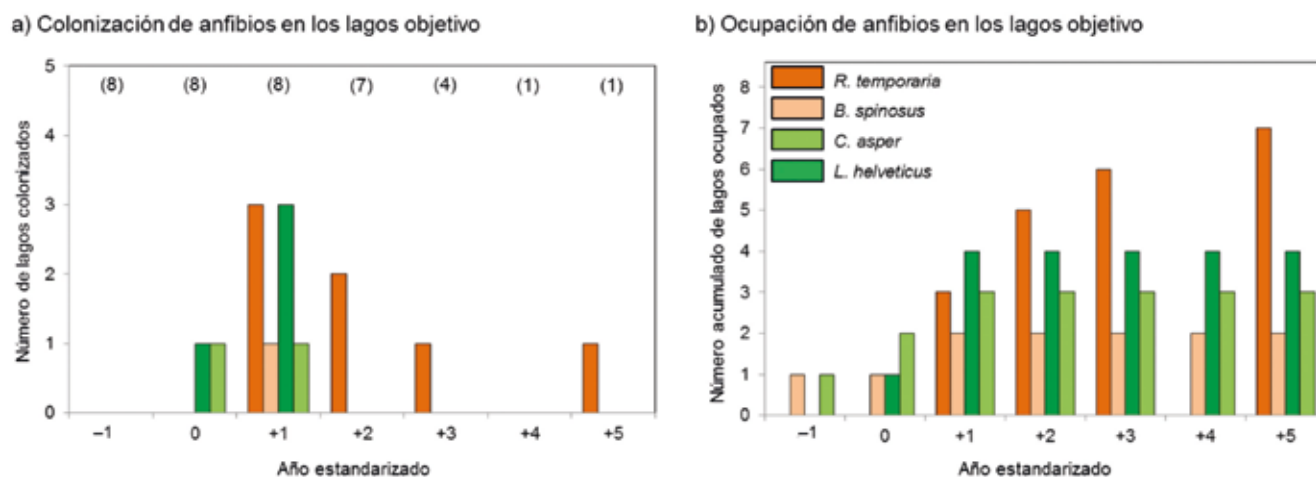 a) Colonización de anfibios en los lagos objetivo
Número de lagos colonizados
5
4
3
2
1
0
(8) (8) (8) (7) (4) (1) (1)
–1 0 +1 +2 +3 +4 +5
Año estandarizado
b) Ocupación de anfibios en los lagos objetivo
Número acumulado de lagos ocupados
8
7
6
5
4
3
2
1
0
R. temporaria
B. spinosus
C. asper
L. helveticus
–1 0 +1 +2 +3 +4 +5
Año estandarizado